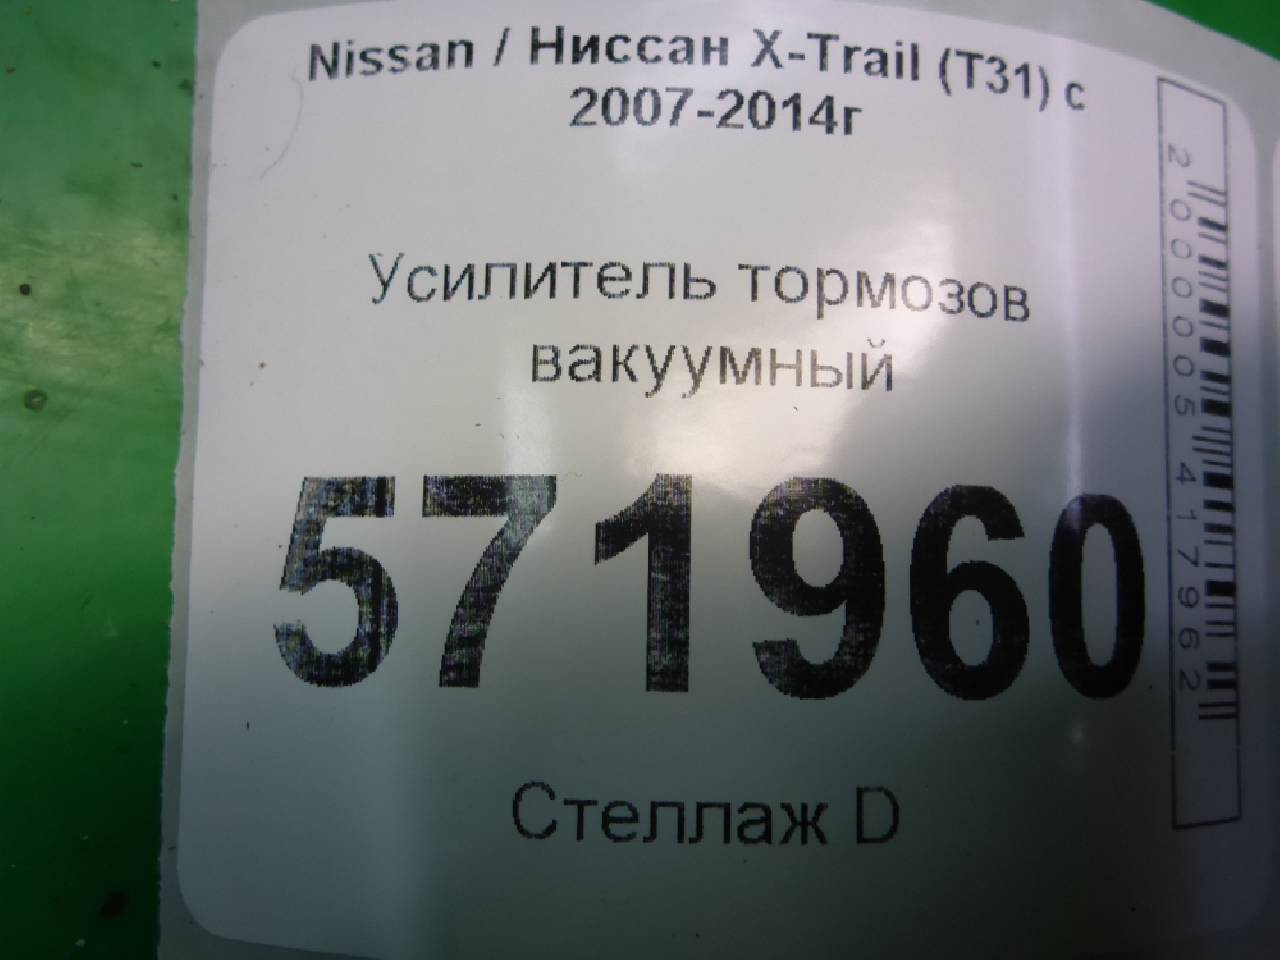 Nissan / Ниссан X-Trail (T31) с
2007-2014г
Усилитель тормозов
вакуумный
571960
Стеллаж D
2000005417962